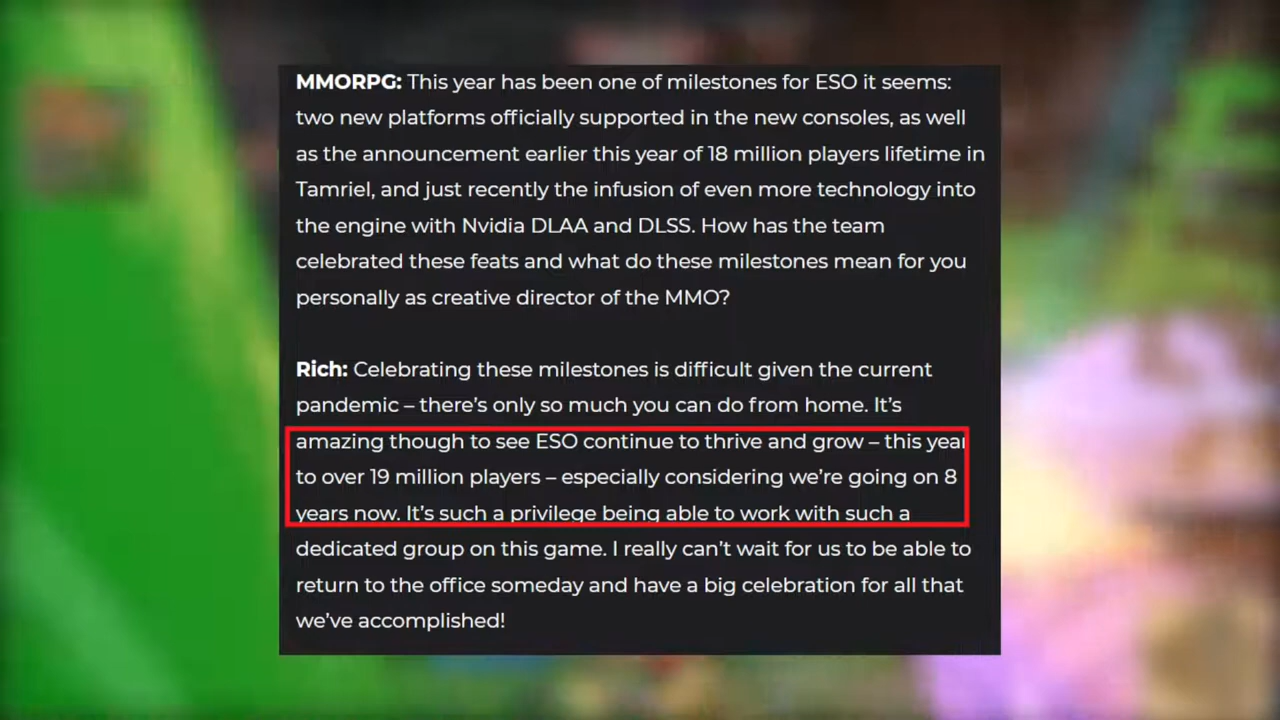 MMORPG: This year has been one of milestones for ESO it seems:
two new platforms officially supported in the new consoles, as well
as the announcement earlier this year of 18 million players lifetime in
Tamriel, and just recently the infusion of even more technology into
the engine with Nvidia DLAA and DLSS. How has the team
celebrated these feats and what do these milestones mean for you
personally as creative director of the MMO?
Rich: Celebrating these milestones is difficult given the current
pandemic – there's only so much you can do from home. It's
amazing though to see ESO continue to thrive and grow – this year
to over 19 million players – especially considering we're going on 8
years now. It's such a privilege being able to work with such a
dedicated group on this game. I really can't wait for us to be able to
return to the office someday and have a big celebration for all that
we've accomplished!